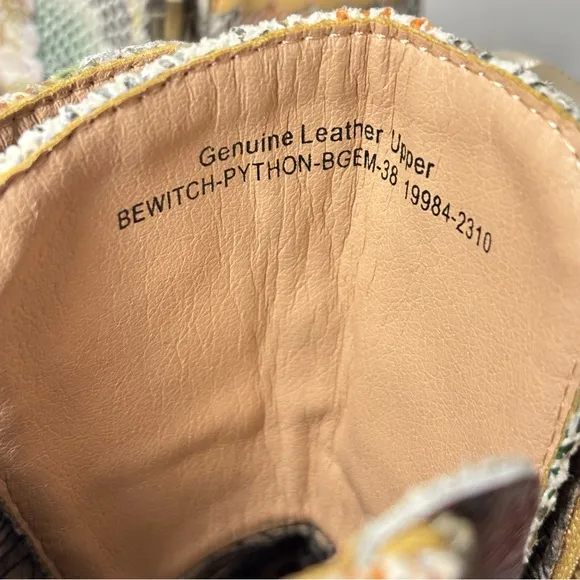 Genuine Leather Upper
BEWITCH-PYTHON-BGEM-38 19984-2310